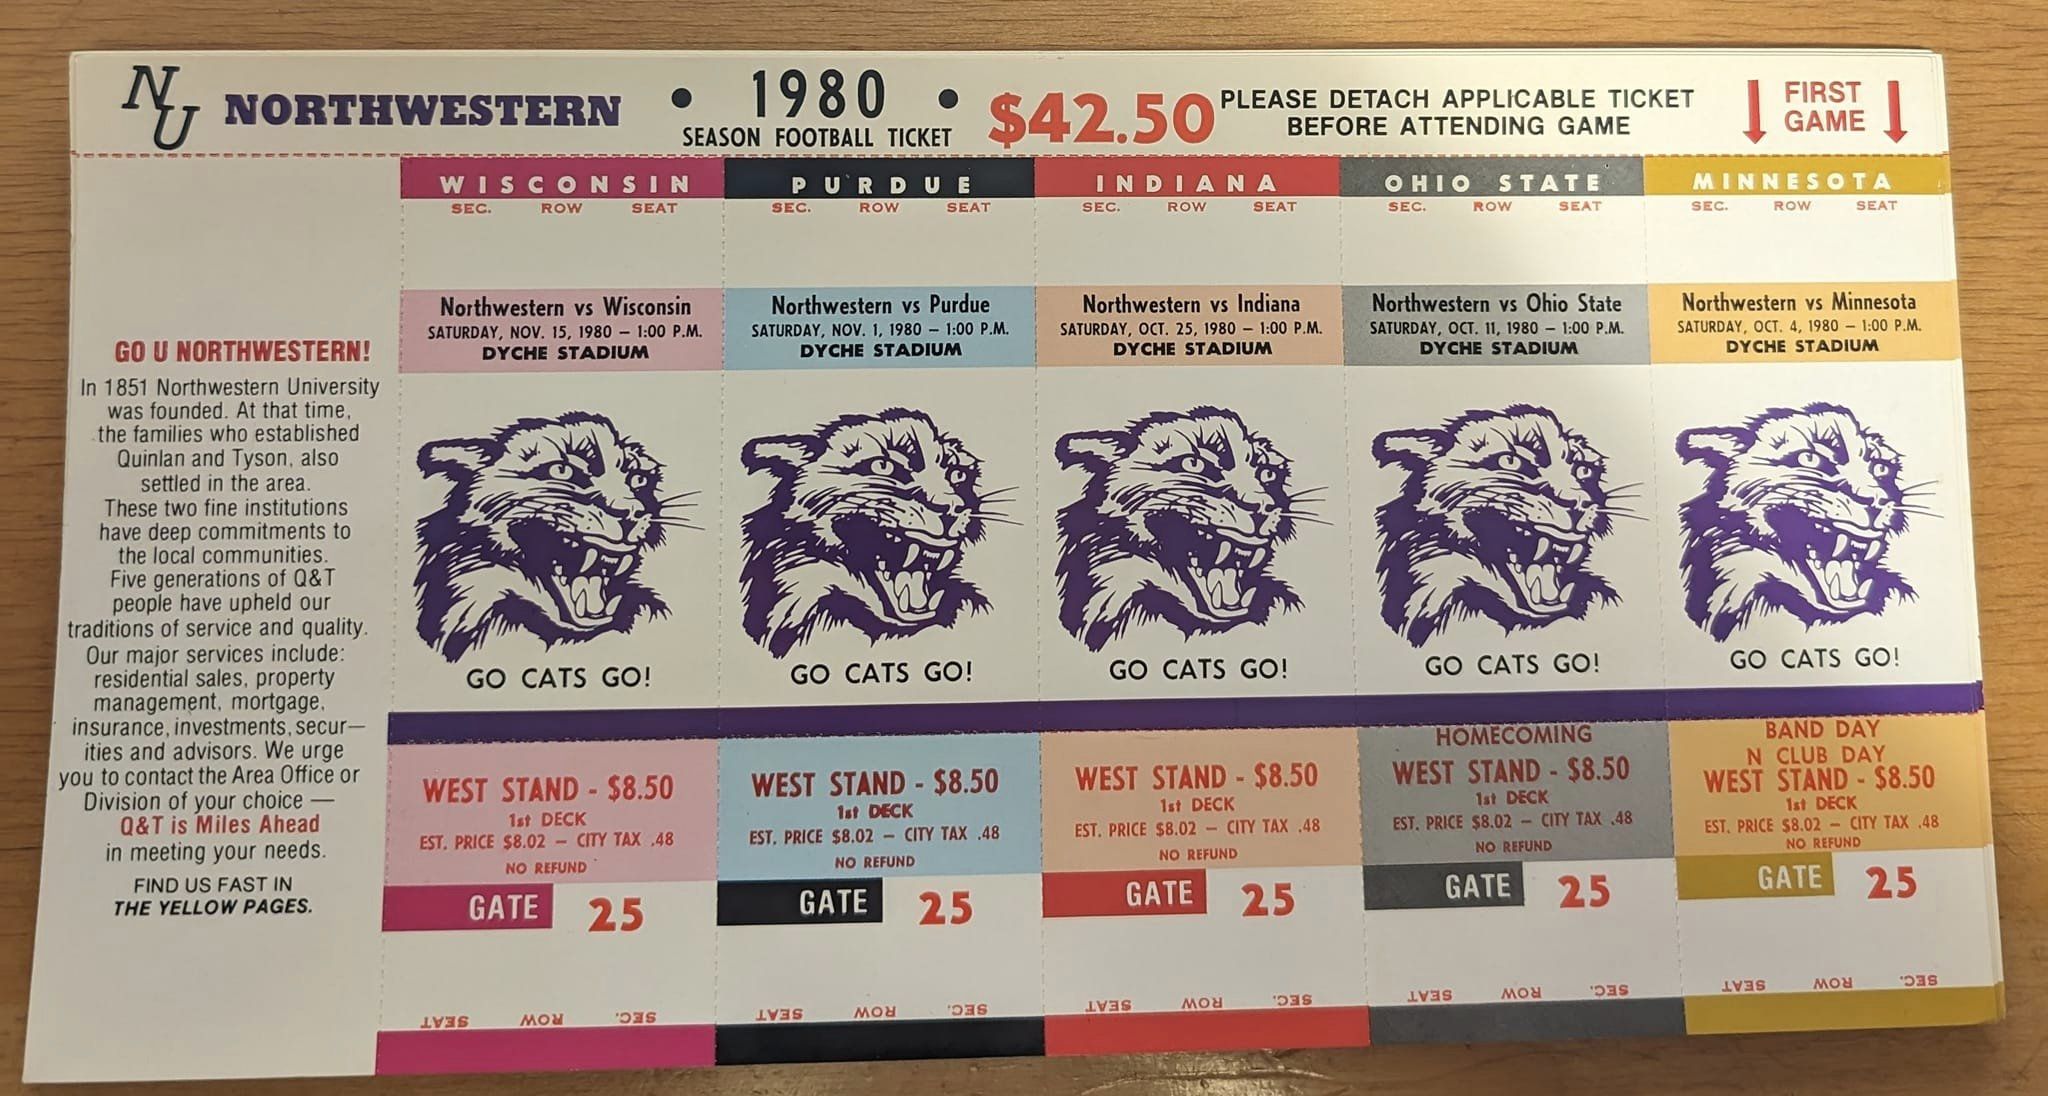 NU NORTHWESTERN • 1980 •
SEASON FOOTBALL TICKET
$42.50
PLEASE DETACH APPLICABLE TICKET
BEFORE ATTENDING GAME
FIRST
GAME
GO U NORTHWESTERN!
In 1851 Northwestern University
was founded. At that time,
the families who established
Quinlan and Tyson, also
settled in the area.
These two fine institutions
have deep commitments to
the local communities.
Five generations of Q&T
people have upheld our
traditions of service and quality.
Our major services include:
residential sales, property
management, mortgage,
insurance, investments, secur—
ities and advisors. We urge
you to contact the Area Office or
Division of your choice —
Q&T is Miles Ahead
in meeting your needs.
FIND US FAST IN
THE YELLOW PAGES.
WISCONSIN
SEC. ROW SEAT
Northwestern vs Wisconsin
SATURDAY, NOV. 15, 1980 — 1:00 P.M.
DYCHE STADIUM
GO CATS GO!
WEST STAND - $8.50
1st DECK
EST. PRICE $8.02 — CITY TAX .48
NO REFUND
GATE 25
SEC. ROW SEAT
PURDUE
SEC. ROW SEAT
Northwestern vs Purdue
SATURDAY, NOV. 1, 1980 — 1:00 P.M.
DYCHE STADIUM
GO CATS GO!
WEST STAND - $8.50
1st DECK
EST. PRICE $8.02 — CITY TAX .48
NO REFUND
GATE 25
SEC. ROW SEAT
INDIANA
SEC. ROW SEAT
Northwestern vs Indiana
SATURDAY, OCT. 25, 1980 — 1:00 P.M.
DYCHE STADIUM
GO CATS GO!
WEST STAND - $8.50
1st DECK
EST. PRICE $8.02 — CITY TAX .48
NO REFUND
GATE 25
SEC. ROW SEAT
OHIO STATE
SEC. ROW SEAT
Northwestern vs Ohio State
SATURDAY, OCT. 11, 1980 — 1:00 P.M.
DYCHE STADIUM
GO CATS GO!
HOMECOMING
WEST STAND - $8.50
1st DECK
EST. PRICE $8.02 — CITY TAX .48
NO REFUND
GATE 25
SEC. ROW SEAT
MINNESOTA
SEC. ROW SEAT
Northwestern vs Minnesota
SATURDAY, OCT. 4, 1980 — 1:00 P.M.
DYCHE STADIUM
GO CATS GO!
BAND DAY
N CLUB DAY
WEST STAND - $8.50
1st DECK
EST. PRICE $8.02 — CITY TAX .48
NO REFUND
GATE 25
SEC. ROW SEAT